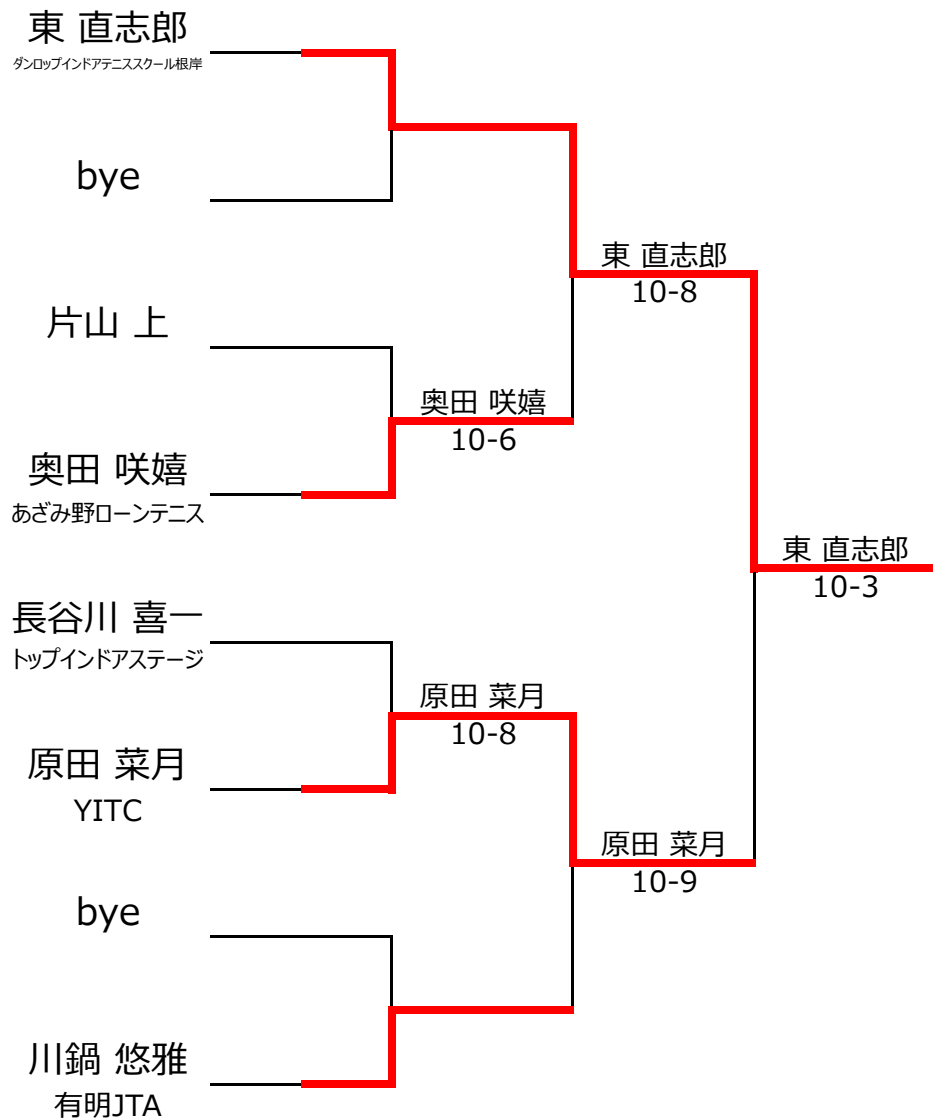 東 直志郎
ダンロップインドアテニススクール根岸
bye
片山 上
奥田 咲嬉
あざみ野ローンテニス
長谷川 喜一
トップインドアステージ
原田 菜月
YITC
bye
川鍋 悠雅
有明JTA
奥田 咲嬉
10-6
原田 菜月
10-8
東 直志郎
10-8
原田 菜月
10-9
東 直志郎
10-3